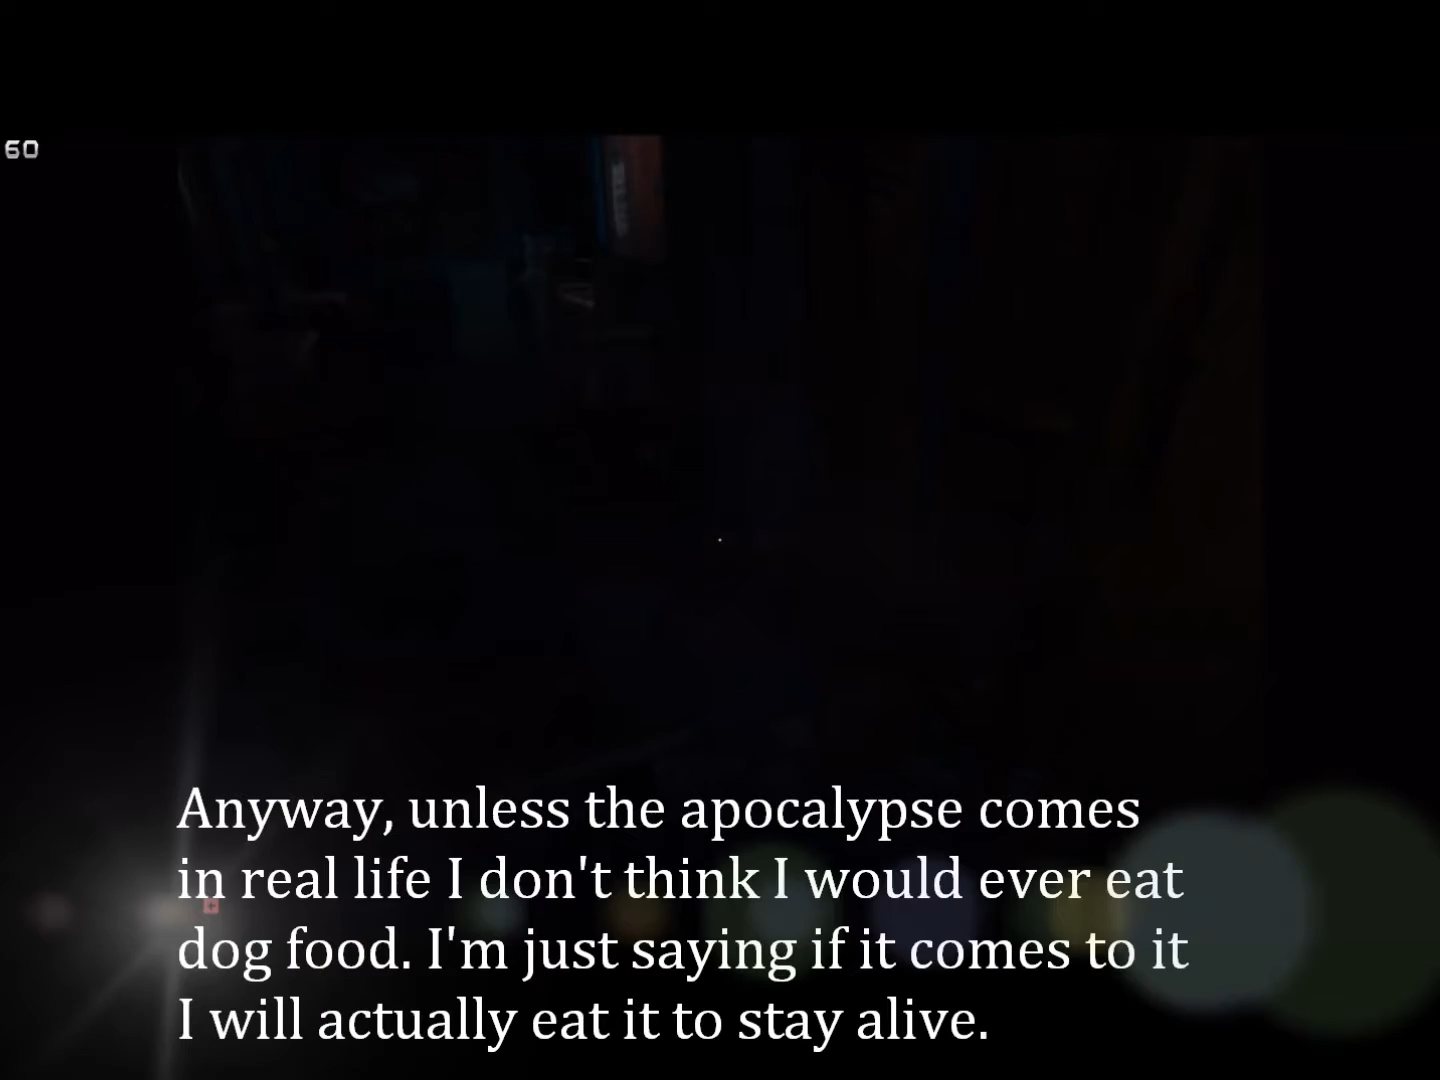 60
Anyway, unless the apocalypse comes
in real life I don't think I would ever eat
dog food. I'm just saying if it comes to it
I will actually eat it to stay alive.